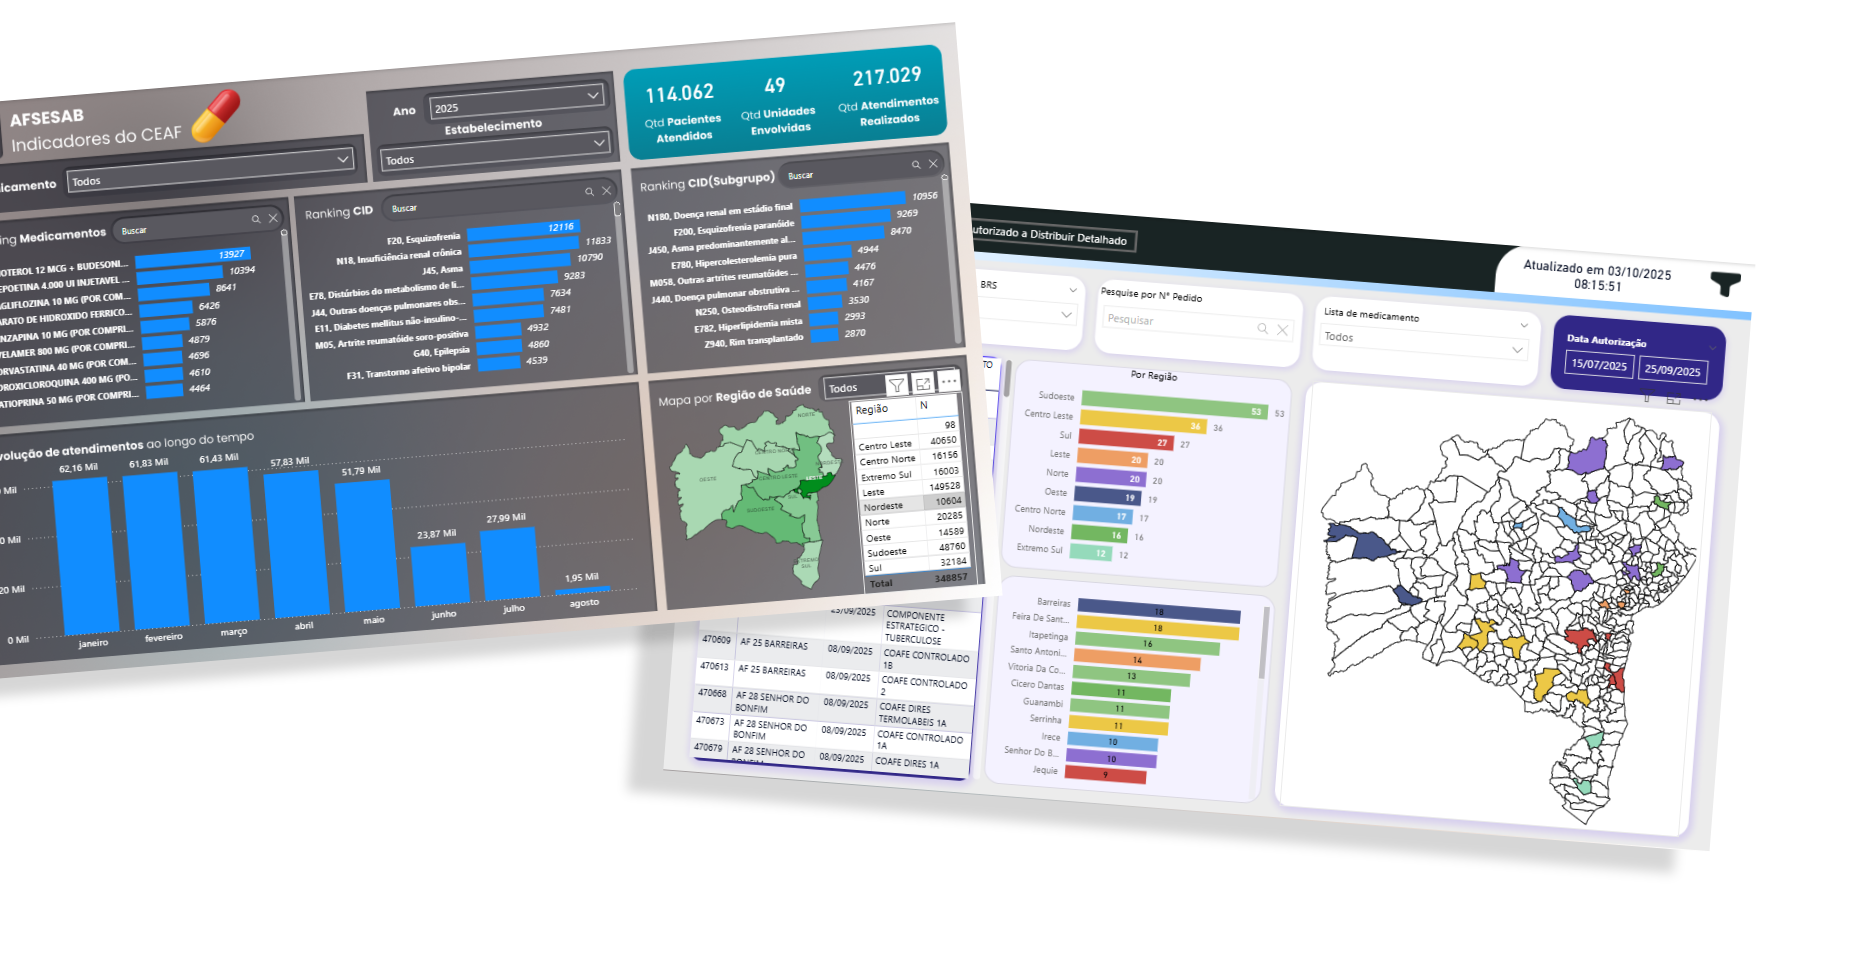 AFSESAB
Indicadores do CEAF
Ano
2025
Estabelecimento
Todos
Todos
114.062
Qtd Pacientes
Atendidos
49
Qtd Unidades
Envolvidas
217.029
Qtd Atendimentos
Realizados
Medicamentos
Buscar
OTEROL 12 MCG + BUDESONI... 13927
EPOETINA 4.000 UI INJETAVEL ... 10394
AGLIFLOZINA 10 MG (POR COM... 8641
ARATO DE HIDROXIDO FERRICO... 6426
NZAPINA 10 MG (POR COMPRI... 5876
VELAMER 800 MG (POR COMPRI... 4879
ORVASTATINA 40 MG (POR COM... 4696
OROXICLOROQUINA 400 MG (PO... 4610
ATIOPRINA 50 MG (POR COMPRI... 4464
Ranking CID
Buscar
F20, Esquizofrenia 12116
N18, Insuficiência renal crônica 11833
J45, Asma 10790
E78, Distúrbios do metabolismo de li... 9283
J44, Outras doenças pulmonares obs... 7634
E11, Diabetes mellitus não-insulino-... 7481
M05, Artrite reumatóide soro-positiva 4932
G40, Epilepsia 4860
F31, Transtorno afetivo bipolar 4539
Ranking CID(Subgrupo)
Buscar
N180, Doença renal em estádio final 10956
F200, Esquizofrenia paranóide 9269
J450, Asma predominantemente al... 8470
E780, Hipercolesterolemia pura 4944
M058, Outras artrites reumatóides ... 4476
J440, Doença pulmonar obstrutiva ... 4167
N250, Osteodistrofia renal 3530
E782, Hiperlipidemia mista 2993
Z940, Rim transplantado 2870
volução de atendimentos ao longo do tempo
62,16 Mil
61,83 Mil
61,43 Mil
57,83 Mil
51,79 Mil
23,87 Mil
27,99 Mil
1,95 Mil
0 Mil
20 Mil
0 Mil
janeiro
fevereiro
março
abril
maio
junho
julho
agosto
Mapa por Região de Saúde
Todos
NORTE
OESTE
CENTRO-LESTE
SUDOESTE
LESTE
EXTREMO
SUL
Região N
98
Centro Leste 40650
Centro Norte 16156
Extremo Sul 16003
Leste 149528
Nordeste 10604
Norte 20285
Oeste 14589
Sudoeste 48760
Sul 32184
Total 348857
utorizado a Distribuir Detalhado
Atualizado em 03/10/2025
08:15:51
BRS
Pesquise por N° Pedido
Pesquisar
Lista de medicamento
Todos
Data Autorização
15/07/2025
25/09/2025
TO
Por Região
Sudoeste 53 53
Centro Leste 36 36
Sul 27 27
Leste 20 20
Norte 20 20
Oeste 19 19
Centro Norte 17 17
Nordeste 16 16
Extremo Sul 12 12
Barreiras 18
Feira De Sant... 18
Itapetinga 16
Santo Antoni... 14
Vitoria Da Co... 13
Cicero Dantas 11
Guanambi 11
Serrinha 11
Irece 10
Senhor Do B... 10
Jequie 9
COMPONENTE
ESTRATEGICO -
TUBERCULOSE
470609 AF 25 BARREIRAS 08/09/2025 COAFE CONTROLADO
1B
470613 AF 25 BARREIRAS 08/09/2025 COAFE CONTROLADO
2
470668 AF 28 SENHOR DO
BONFIM 08/09/2025 COAFE DIRES
TERMOLABEIS 1A
470673 AF 28 SENHOR DO
BONFIM 08/09/2025 COAFE CONTROLADO
1A
470679 AF 28 SENHOR DO 08/09/2025 COAFE DIRES 1A